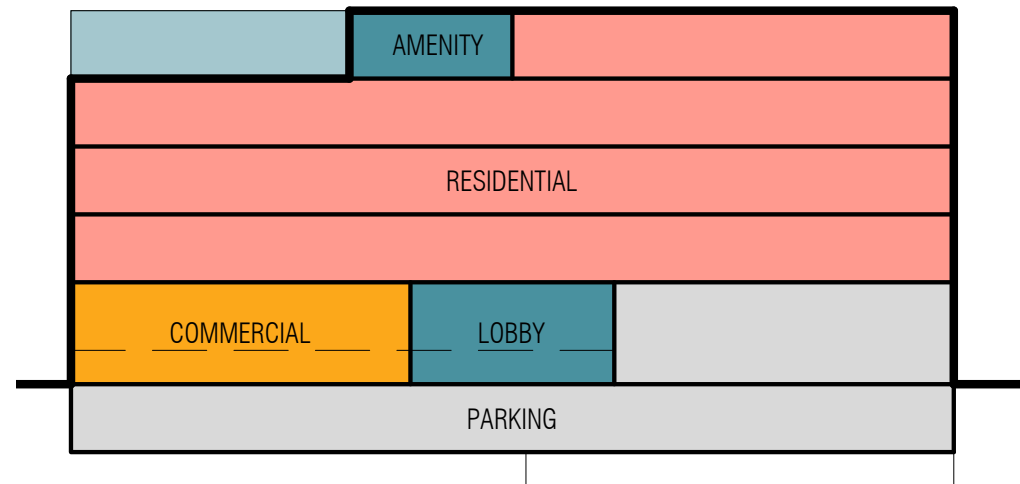 AMENITY
RESIDENTIAL
COMMERCIAL
LOBBY
PARKING